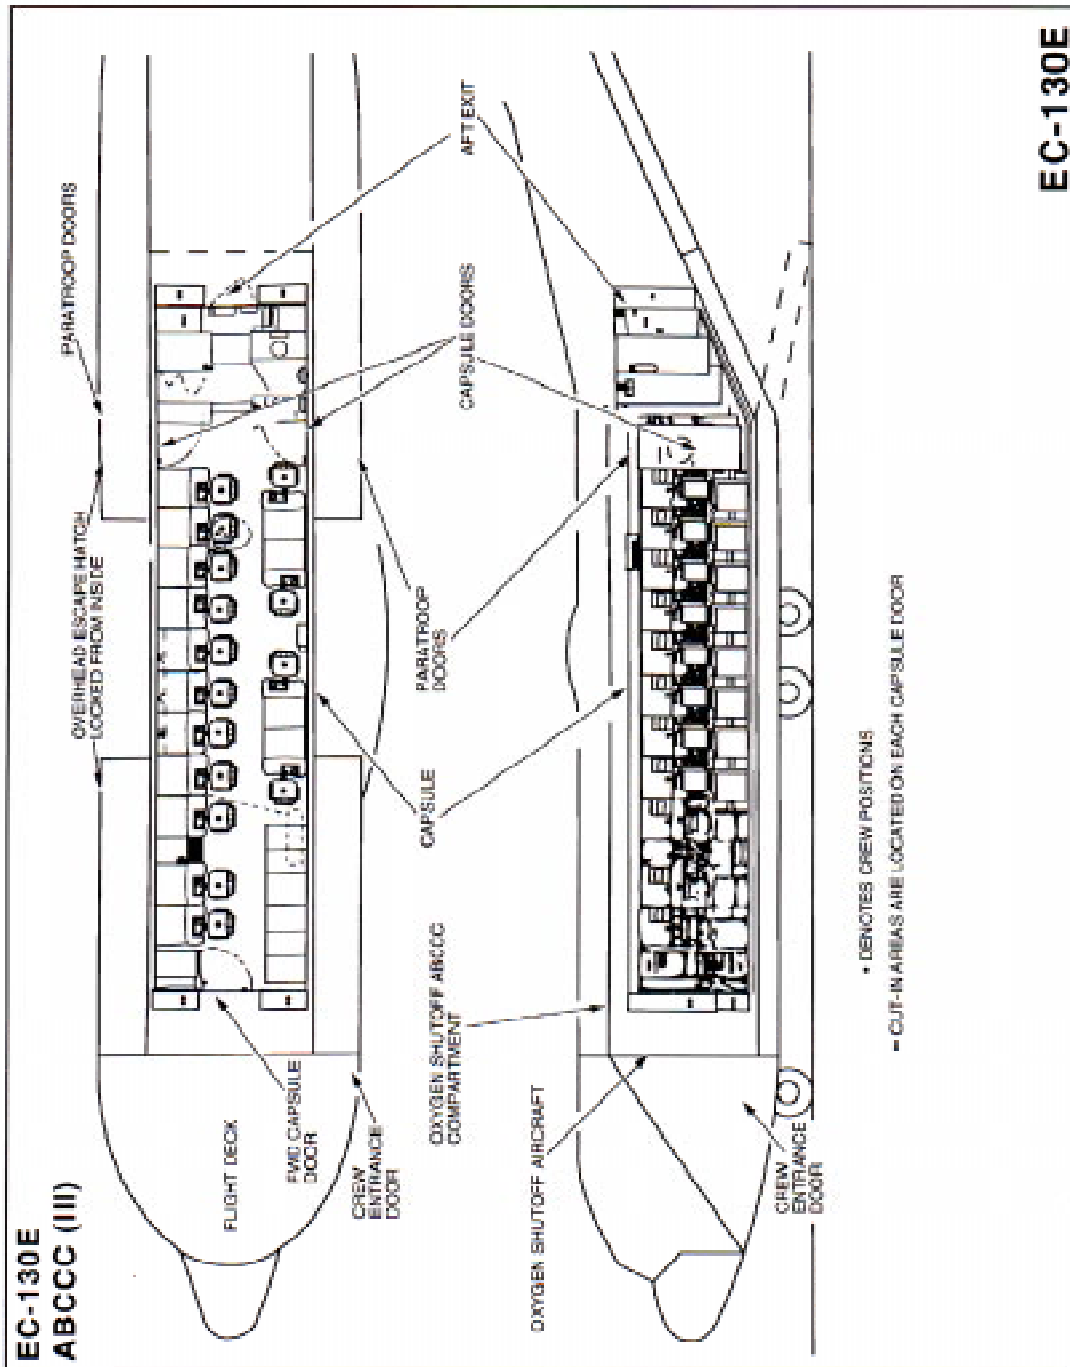 EC-130E
ABCCC (III)
PARATROOP DOORS
OVERHEAD ESCAPE HATCH
LOCKED FROM INSIDE
FLIGHT DECK
FWD CAPSULE
DOOR
CREW
ENTRANCE
DOOR
AFT EXIT
CAPSULE DOORS
PARATROOP
DOORS
CAPSULE
OXYGEN SHUTOFF ABCCC
COMPARTMENT
OXYGEN SHUTOFF AIRCRAFT
CREW
ENTRANCE
DOOR
• DENOTES CREW POSITIONS
= CUT-IN AREAS ARE LOCATED ON EACH CAPSULE DOOR
EC-130E